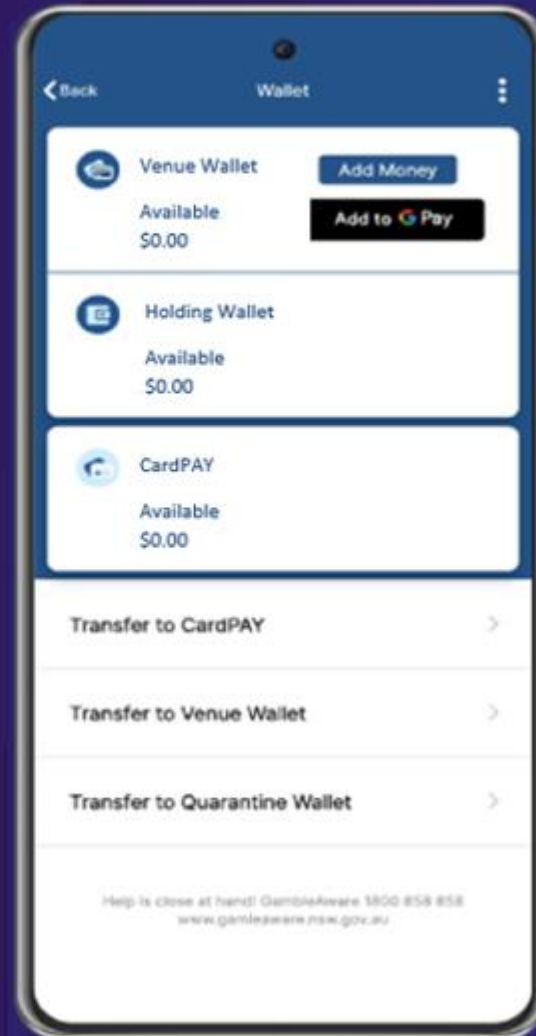 Back
Wallet
Venue Wallet
Add Money
Available
$0.00
Add to G Pay
Holding Wallet
Available
$0.00
CardPAY
Available
$0.00
Transfer to CardPAY
Transfer to Venue Wallet
Transfer to Quarantine Wallet
Help is close at hand! GambleAware 1800 858 858
www.gambleaware.nsw.gov.au